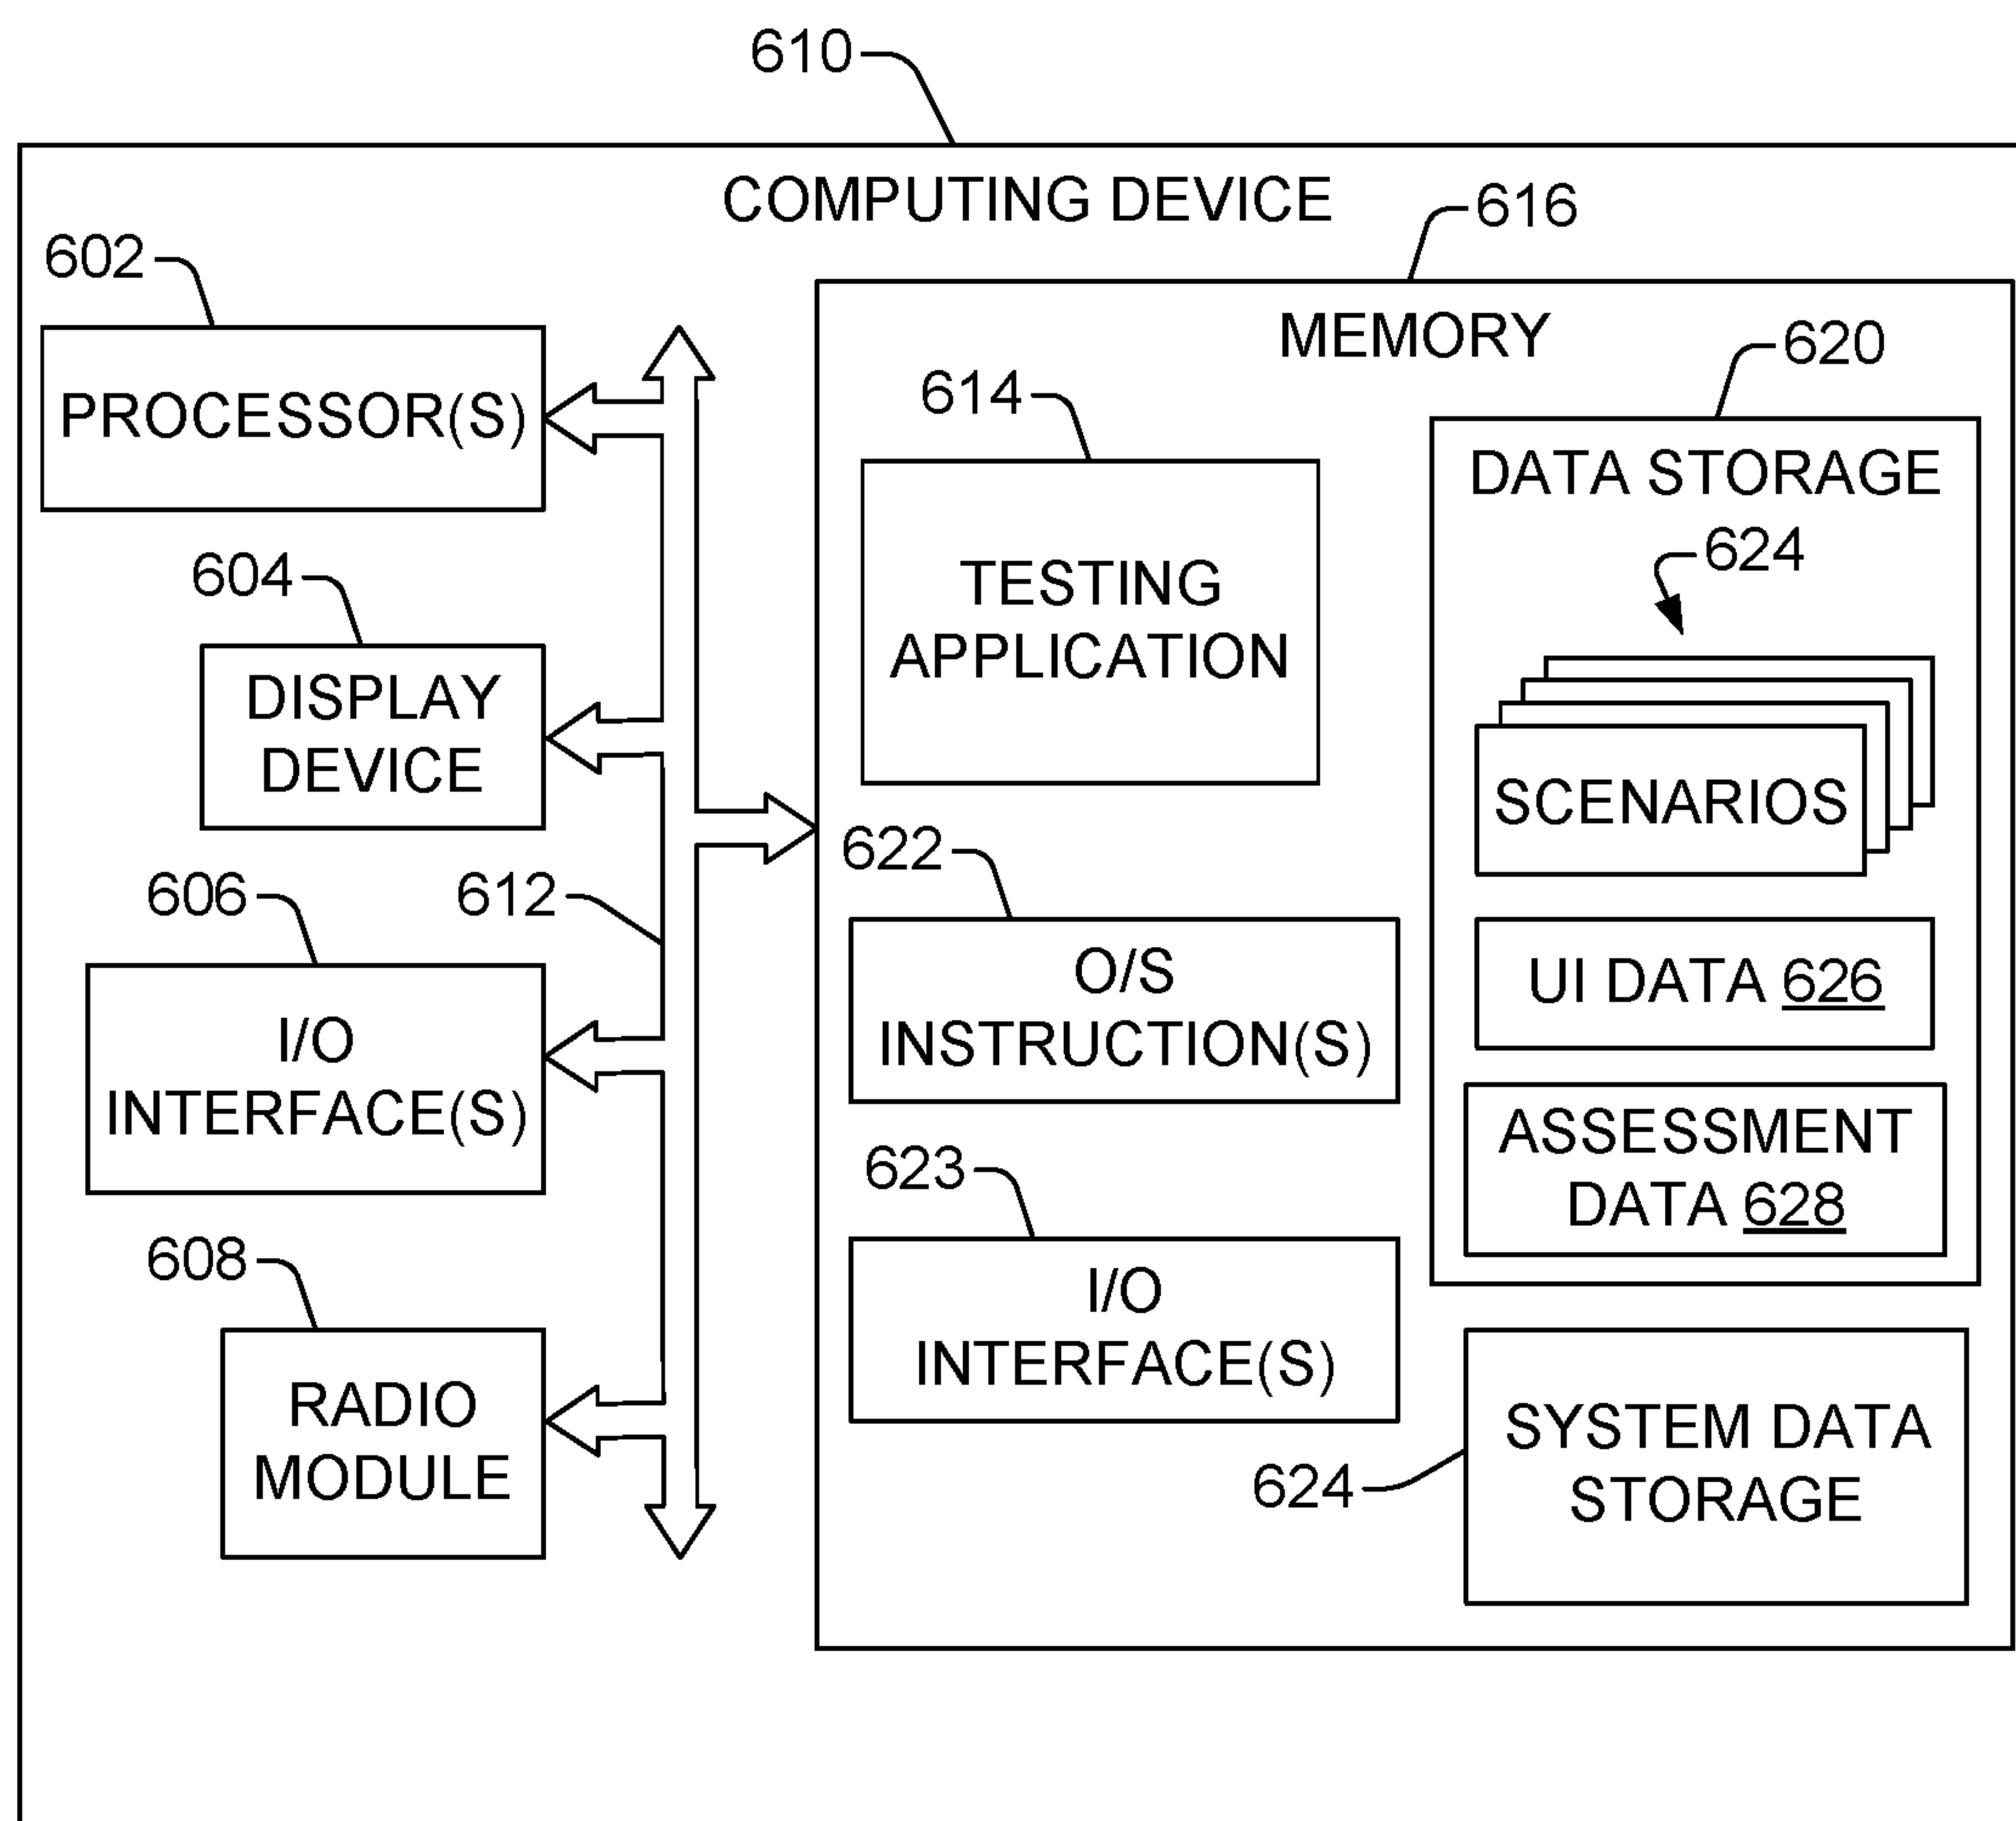 610
COMPUTING DEVICE
616
602
MEMORY
PROCESSOR(S)
620
614
DATA STORAGE
624
604
TESTING
APPLICATION
DISPLAY
DEVICE
SCENARIOS
622
606
612
O/S
INSTRUCTION(S)
UI DATA 626
I/O
INTERFACE(S)
ASSESSMENT
DATA 628
623
608
I/O
INTERFACE(S)
RADIO
MODULE
SYSTEM DATA
STORAGE
624